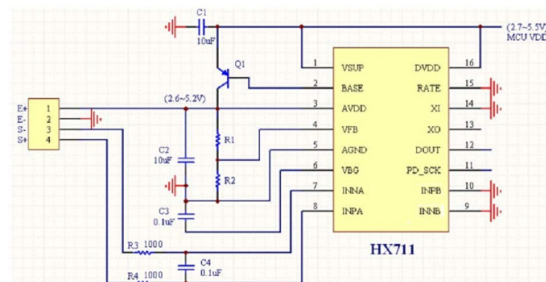 C1
10uF
(2.7~5.5V)
MCU VDD
Q1
1 VSUP DVDD 16
2 BASE RATE 15
3 AVDD XI 14
4 VFB XO 13
5 AGND DOUT 12
6 VBG PD_SCK 11
7 INNA INPB 10
8 INPA INNB 9
HX711
(2.6~5.2V)
E+ 1
E- 2
S- 3
S+ 4
R1
C2
10uF
R2
C3
0.1uF
R3 1000
C4
0.1uF
R4 1000